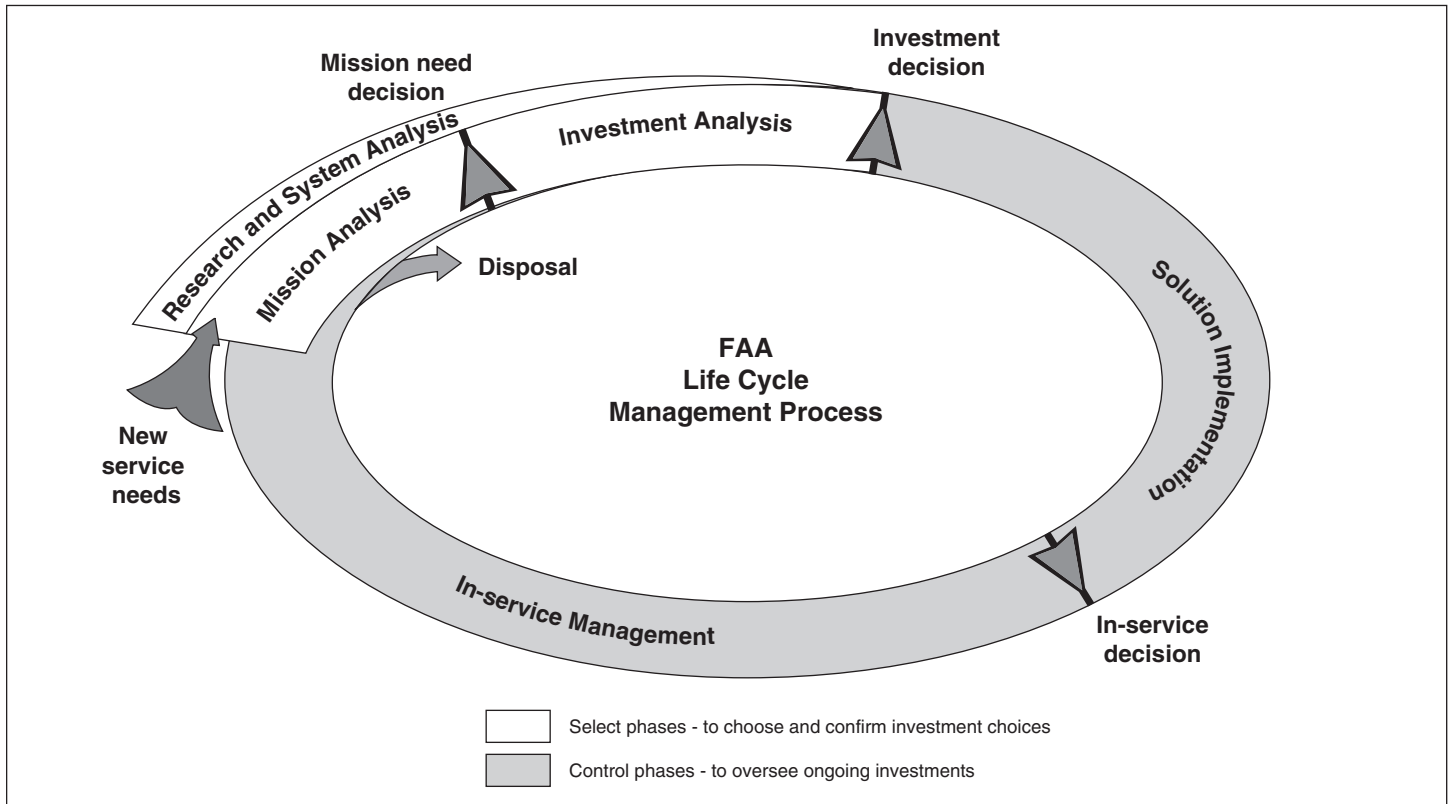 Mission need
decision
Investment
decision
Research and System Analysis
Mission Analysis
Investment Analysis
Disposal
Solution Implementation
FAA
Life Cycle
Management Process
New
service
needs
In-service Management
In-service
decision
Select phases - to choose and confirm investment choices
Control phases - to oversee ongoing investments